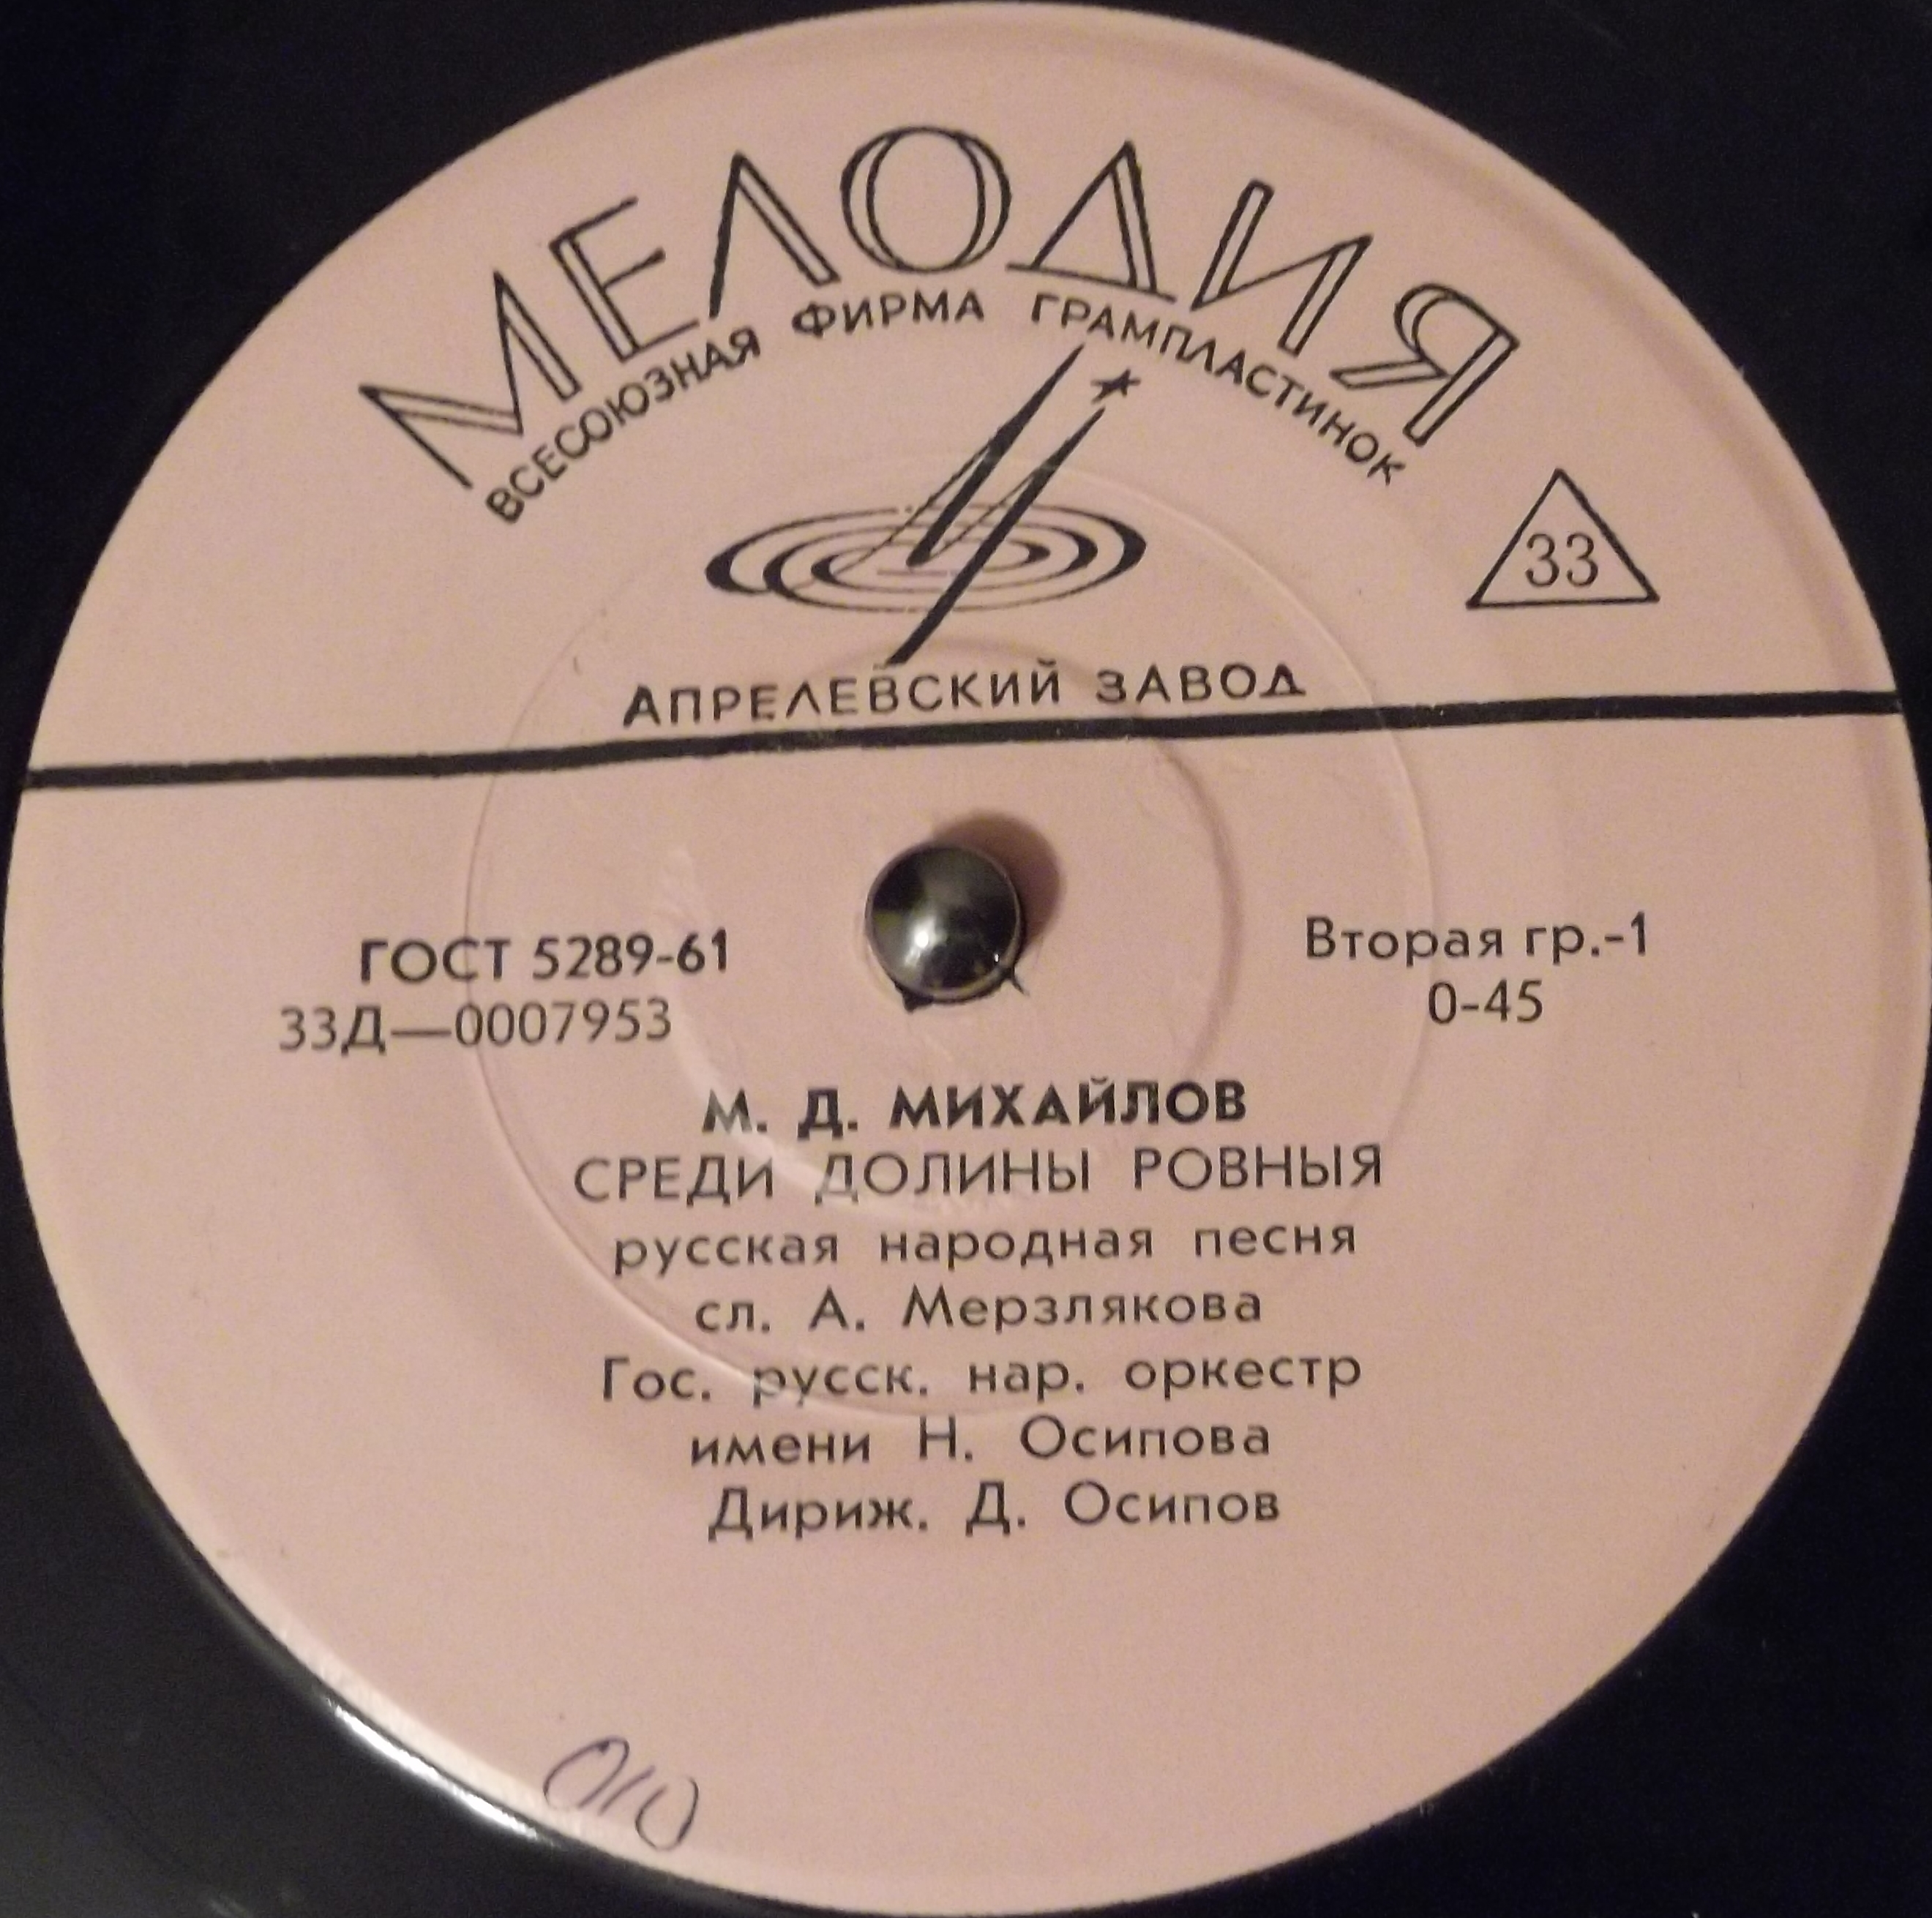 МЕЛОДИЯ
ВСЕСОЮЗНАЯ ФИРМА ГРАМПЛАСТИНОК
33
АПРЕЛЕВСКИЙ ЗАВОД
ГОСТ 5289-61
33Д—0007953
Вторая гр.-1
0-45
М. Д. МИХАЙЛОВ
СРЕДИ ДОЛИНЫ РОВНЫЯ
русская народная песня
сл. А. Мерзлякова
Гос. русск. нар. оркестр
имени Н. Осипова
Дириж. Д. Осипов